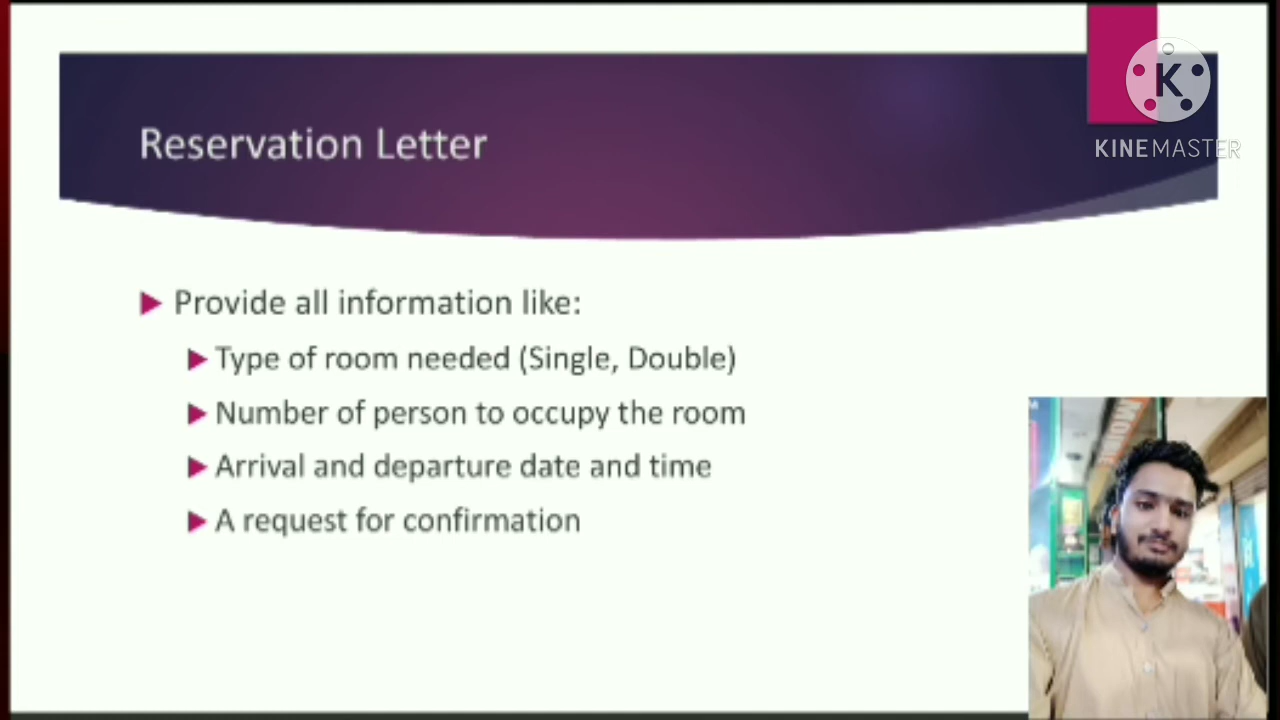 Reservation Letter
K
KINEMASTER
Provide all information like:
Type of room needed (Single, Double)
Number of person to occupy the room
Arrival and departure date and time
A request for confirmation